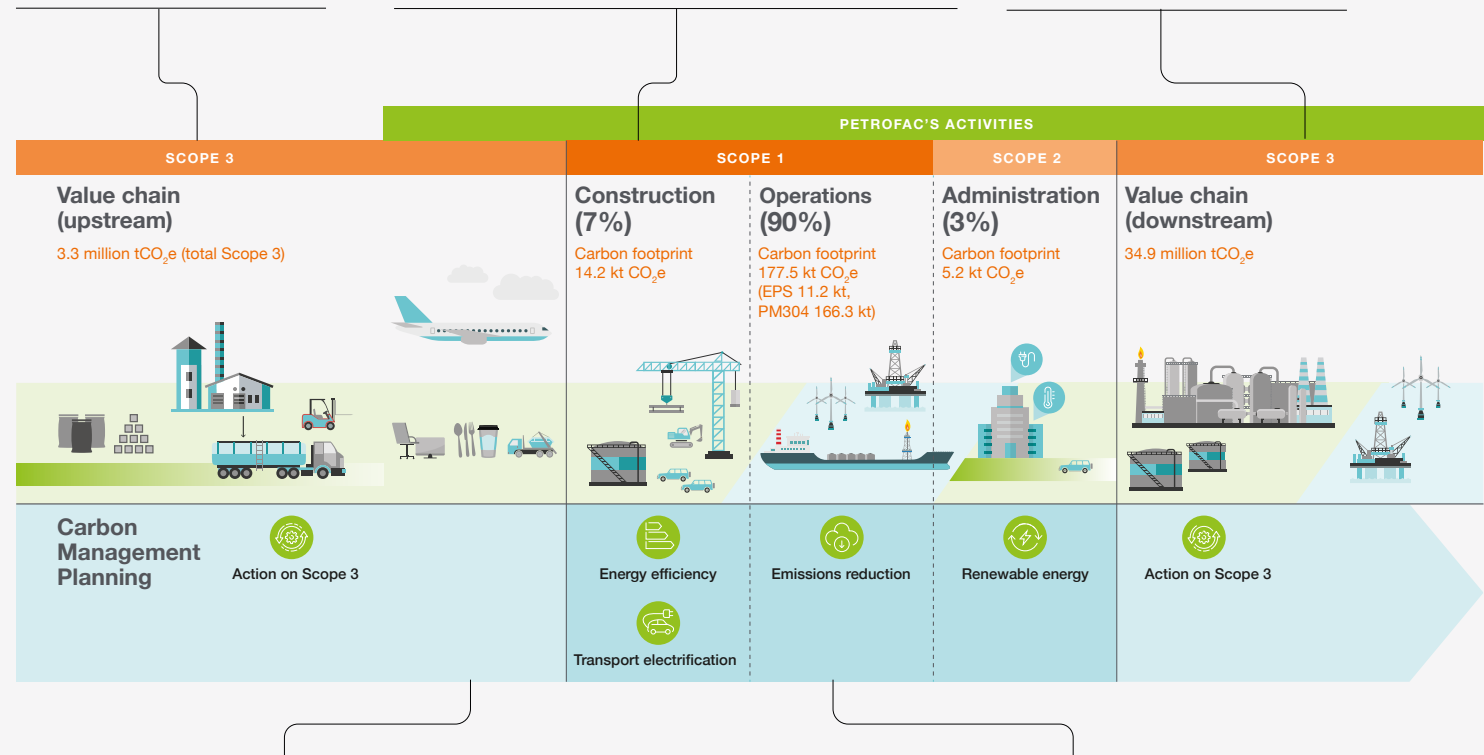 PETROFAC'S ACTIVITIES
SCOPE 3
SCOPE 1
SCOPE 2
SCOPE 3
Value chain
(upstream)
3.3 million tCO₂e (total Scope 3)
Construction
(7%)
Carbon footprint
14.2 kt CO₂e
Operations
(90%)
Carbon footprint
177.5 kt CO₂e
(EPS 11.2 kt,
PM304 166.3 kt)
Administration
(3%)
Carbon footprint
5.2 kt CO₂e
Value chain
(downstream)
34.9 million tCO₂e
Carbon
Management
Planning
Action on Scope 3
Energy efficiency
Transport electrification
Emissions reduction
Renewable energy
Action on Scope 3